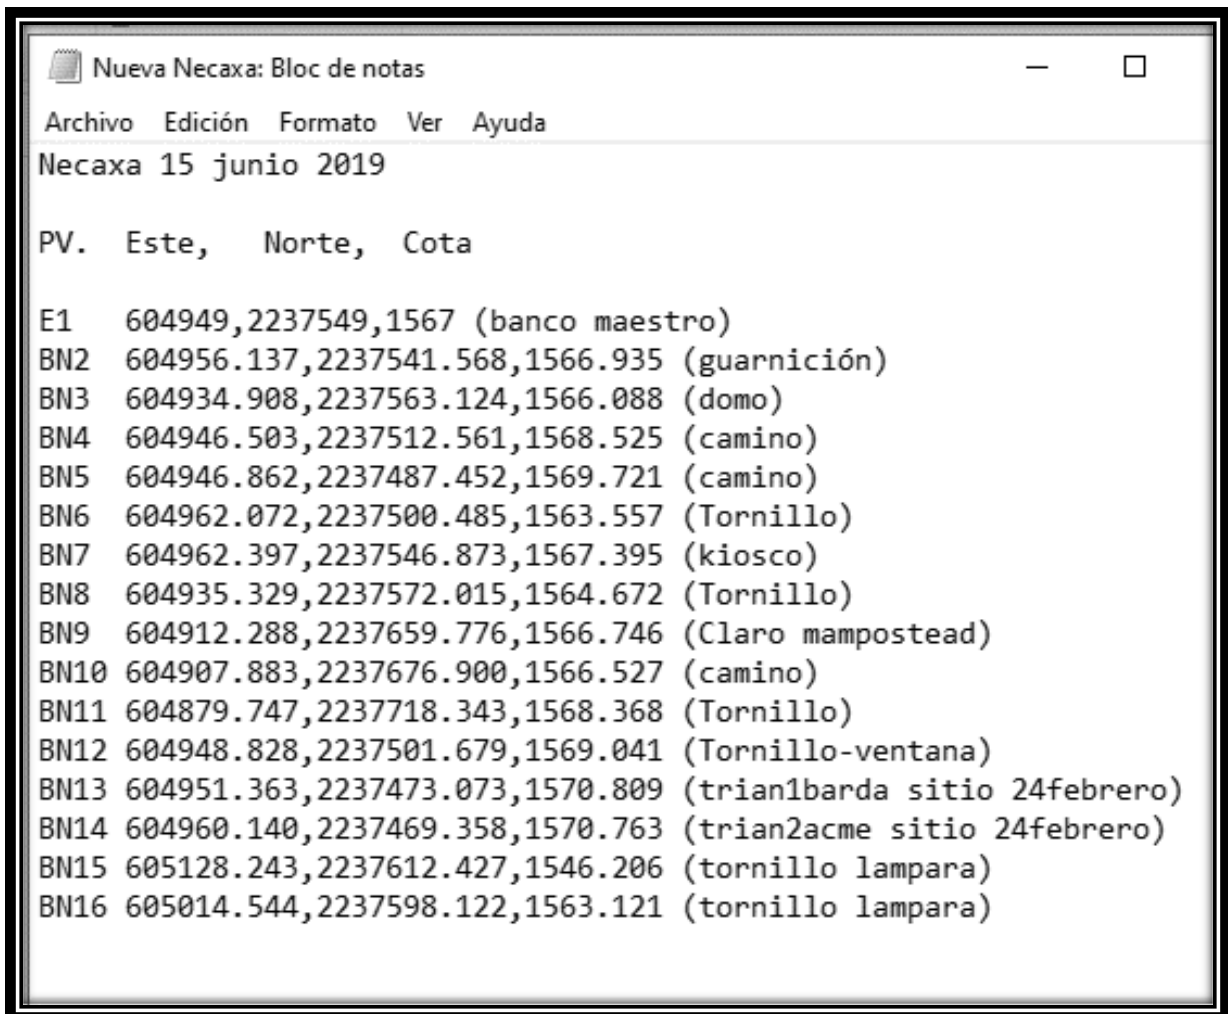 Nueva Necaxa: Bloc de notas
Archivo Edición Formato Ver Ayuda
Necaxa 15 junio 2019
PV. Este, Norte, Cota
E1 604949,2237549,1567 (banco maestro)
BN2 604956.137,2237541.568,1566.935 (guarnición)
BN3 604934.908,2237563.124,1566.088 (domo)
BN4 604946.503,2237512.561,1568.525 (camino)
BN5 604946.862,2237487.452,1569.721 (camino)
BN6 604962.072,2237500.485,1563.557 (Tornillo)
BN7 604962.397,2237546.873,1567.395 (kiosco)
BN8 604935.329,2237572.015,1564.672 (Tornillo)
BN9 604912.288,2237659.776,1566.746 (Claro mampostead)
BN10 604907.883,2237676.900,1566.527 (camino)
BN11 604879.747,2237718.343,1568.368 (Tornillo)
BN12 604948.828,2237501.679,1569.041 (Tornillo-ventana)
BN13 604951.363,2237473.073,1570.809 (trian1barda sitio 24febrero)
BN14 604960.140,2237469.358,1570.763 (trian2acme sitio 24febrero)
BN15 605128.243,2237612.427,1546.206 (tornillo lampara)
BN16 605014.544,2237598.122,1563.121 (tornillo lampara)